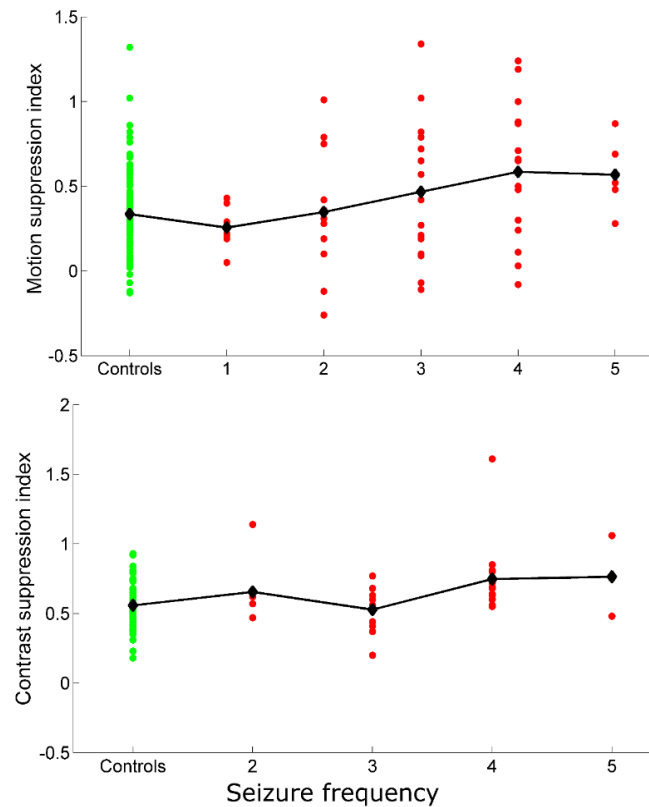 Motion suppression index
1.5
1
0.5
0
-0.5
Controls 1 2 3 4 5
Contrast suppression index
2
1.5
1
0.5
0
-0.5
Controls 2 3 4 5
Seizure frequency